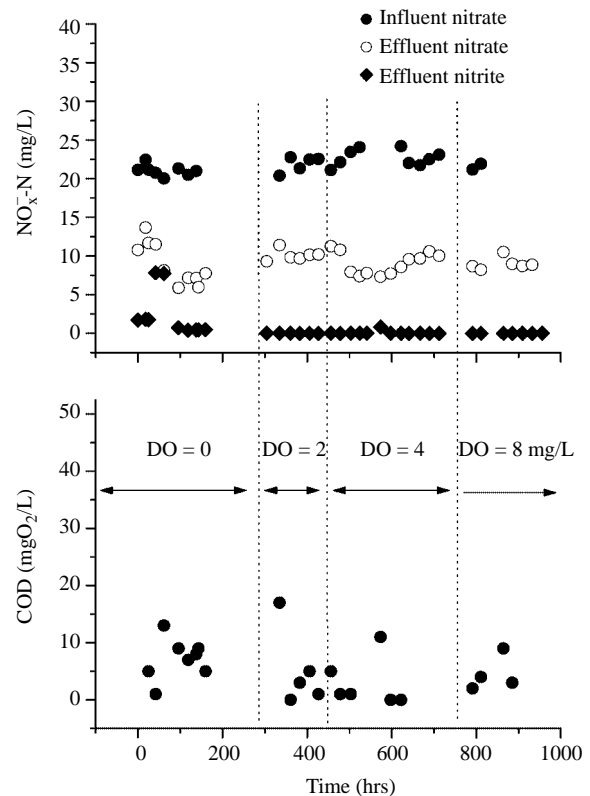 Influent nitrate
Effluent nitrate
Effluent nitrite
NOₓ⁻-N (mg/L)
40
35
30
25
20
15
10
5
0
COD (mgO₂/L)
50
40
30
20
10
0
DO = 0
DO = 2
DO = 4
DO = 8 mg/L
0
200
400
600
800
1000
Time (hrs)